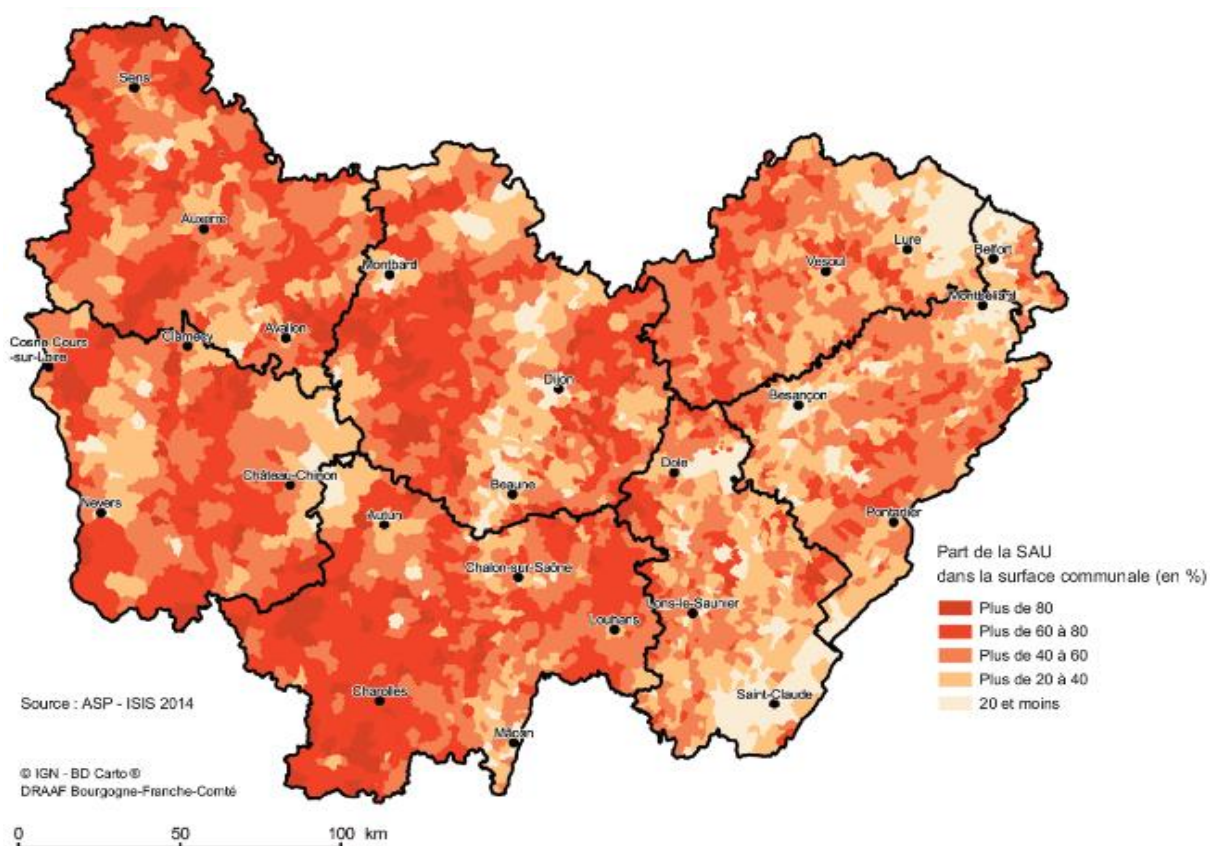 Sens
Auxerre
Montbard
Lure
Belfort
Vesoul
Montbéliard
Cosne Cours
-sur-Loire
Clamecy
Avallon
Dijon
Besançon
Château-Chinon
Dole
Nevers
Beaune
Autun
Pontarlier
Chalon-sur-Saône
Lons-le-Saunier
Louhans
Charolles
Saint-Claude
Mâcon
Part de la SAU
dans la surface communale (en %)
Plus de 80
Plus de 60 à 80
Plus de 40 à 60
Plus de 20 à 40
20 et moins
Source : ASP - ISIS 2014
© IGN - BD Carto ®
DRAAF Bourgogne-Franche-Comté
0 50 100 km